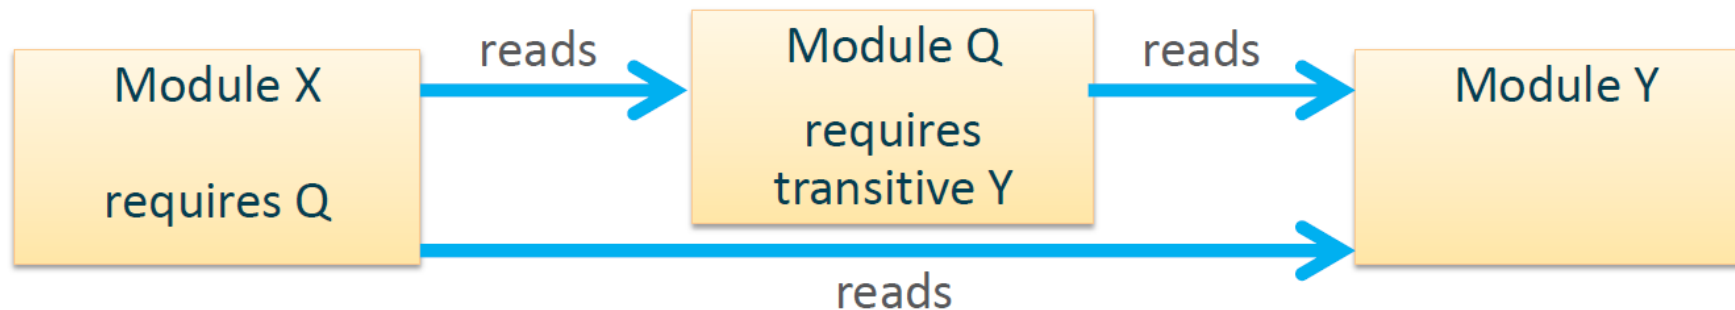 Module X
requires Q
reads
Module Q
requires
transitive Y
reads
Module Y
reads